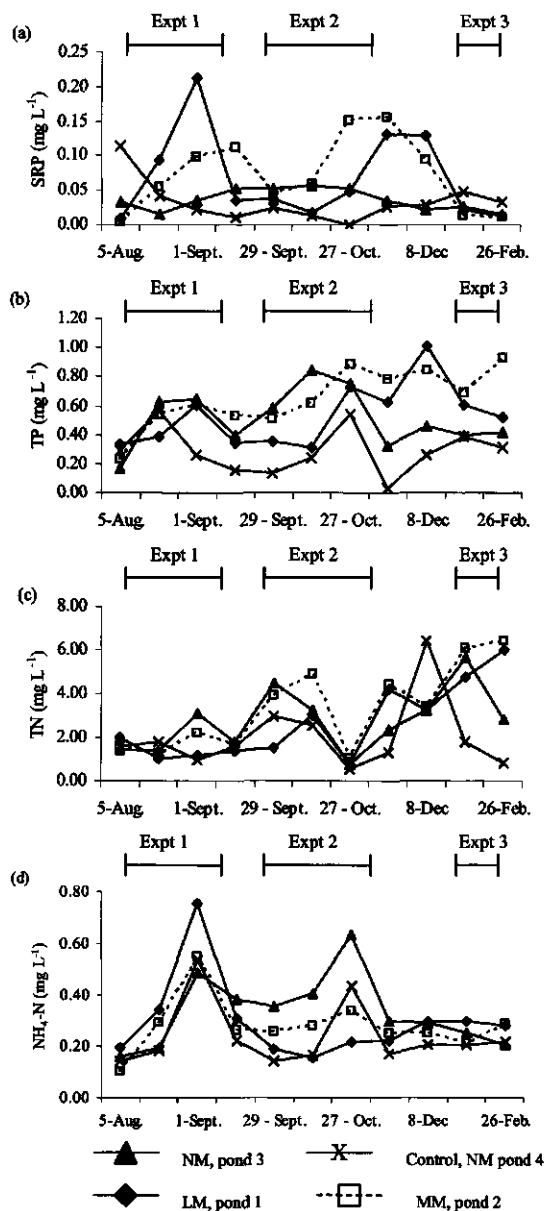 (a)
Expt 1 Expt 2 Expt 3
SRP (mg L⁻¹)
0.25
0.20
0.15
0.10
0.05
0.00
5-Aug. 1-Sept. 29 - Sept. 27 - Oct. 8-Dec 26-Feb.
(b)
Expt 1 Expt 2 Expt 3
TP (mg L⁻¹)
1.20
1.00
0.80
0.60
0.40
0.20
0.00
5-Aug. 1-Sept. 29 - Sept. 27 - Oct. 8-Dec 26-Feb.
(c)
Expt 1 Expt 2 Expt 3
TN (mg L⁻¹)
8.00
6.00
4.00
2.00
0.00
5-Aug. 1-Sept. 29 - Sept. 27 - Oct. 8-Dec 26-Feb.
(d)
Expt 1 Expt 2 Expt 3
NH₄-N (mg L⁻¹)
0.80
0.60
0.40
0.20
0.00
5-Aug. 1-Sept. 29 - Sept. 27 - Oct. 8-Dec 26-Feb.
NM, pond 3 Control, NM pond 4
LM, pond 1 MM, pond 2